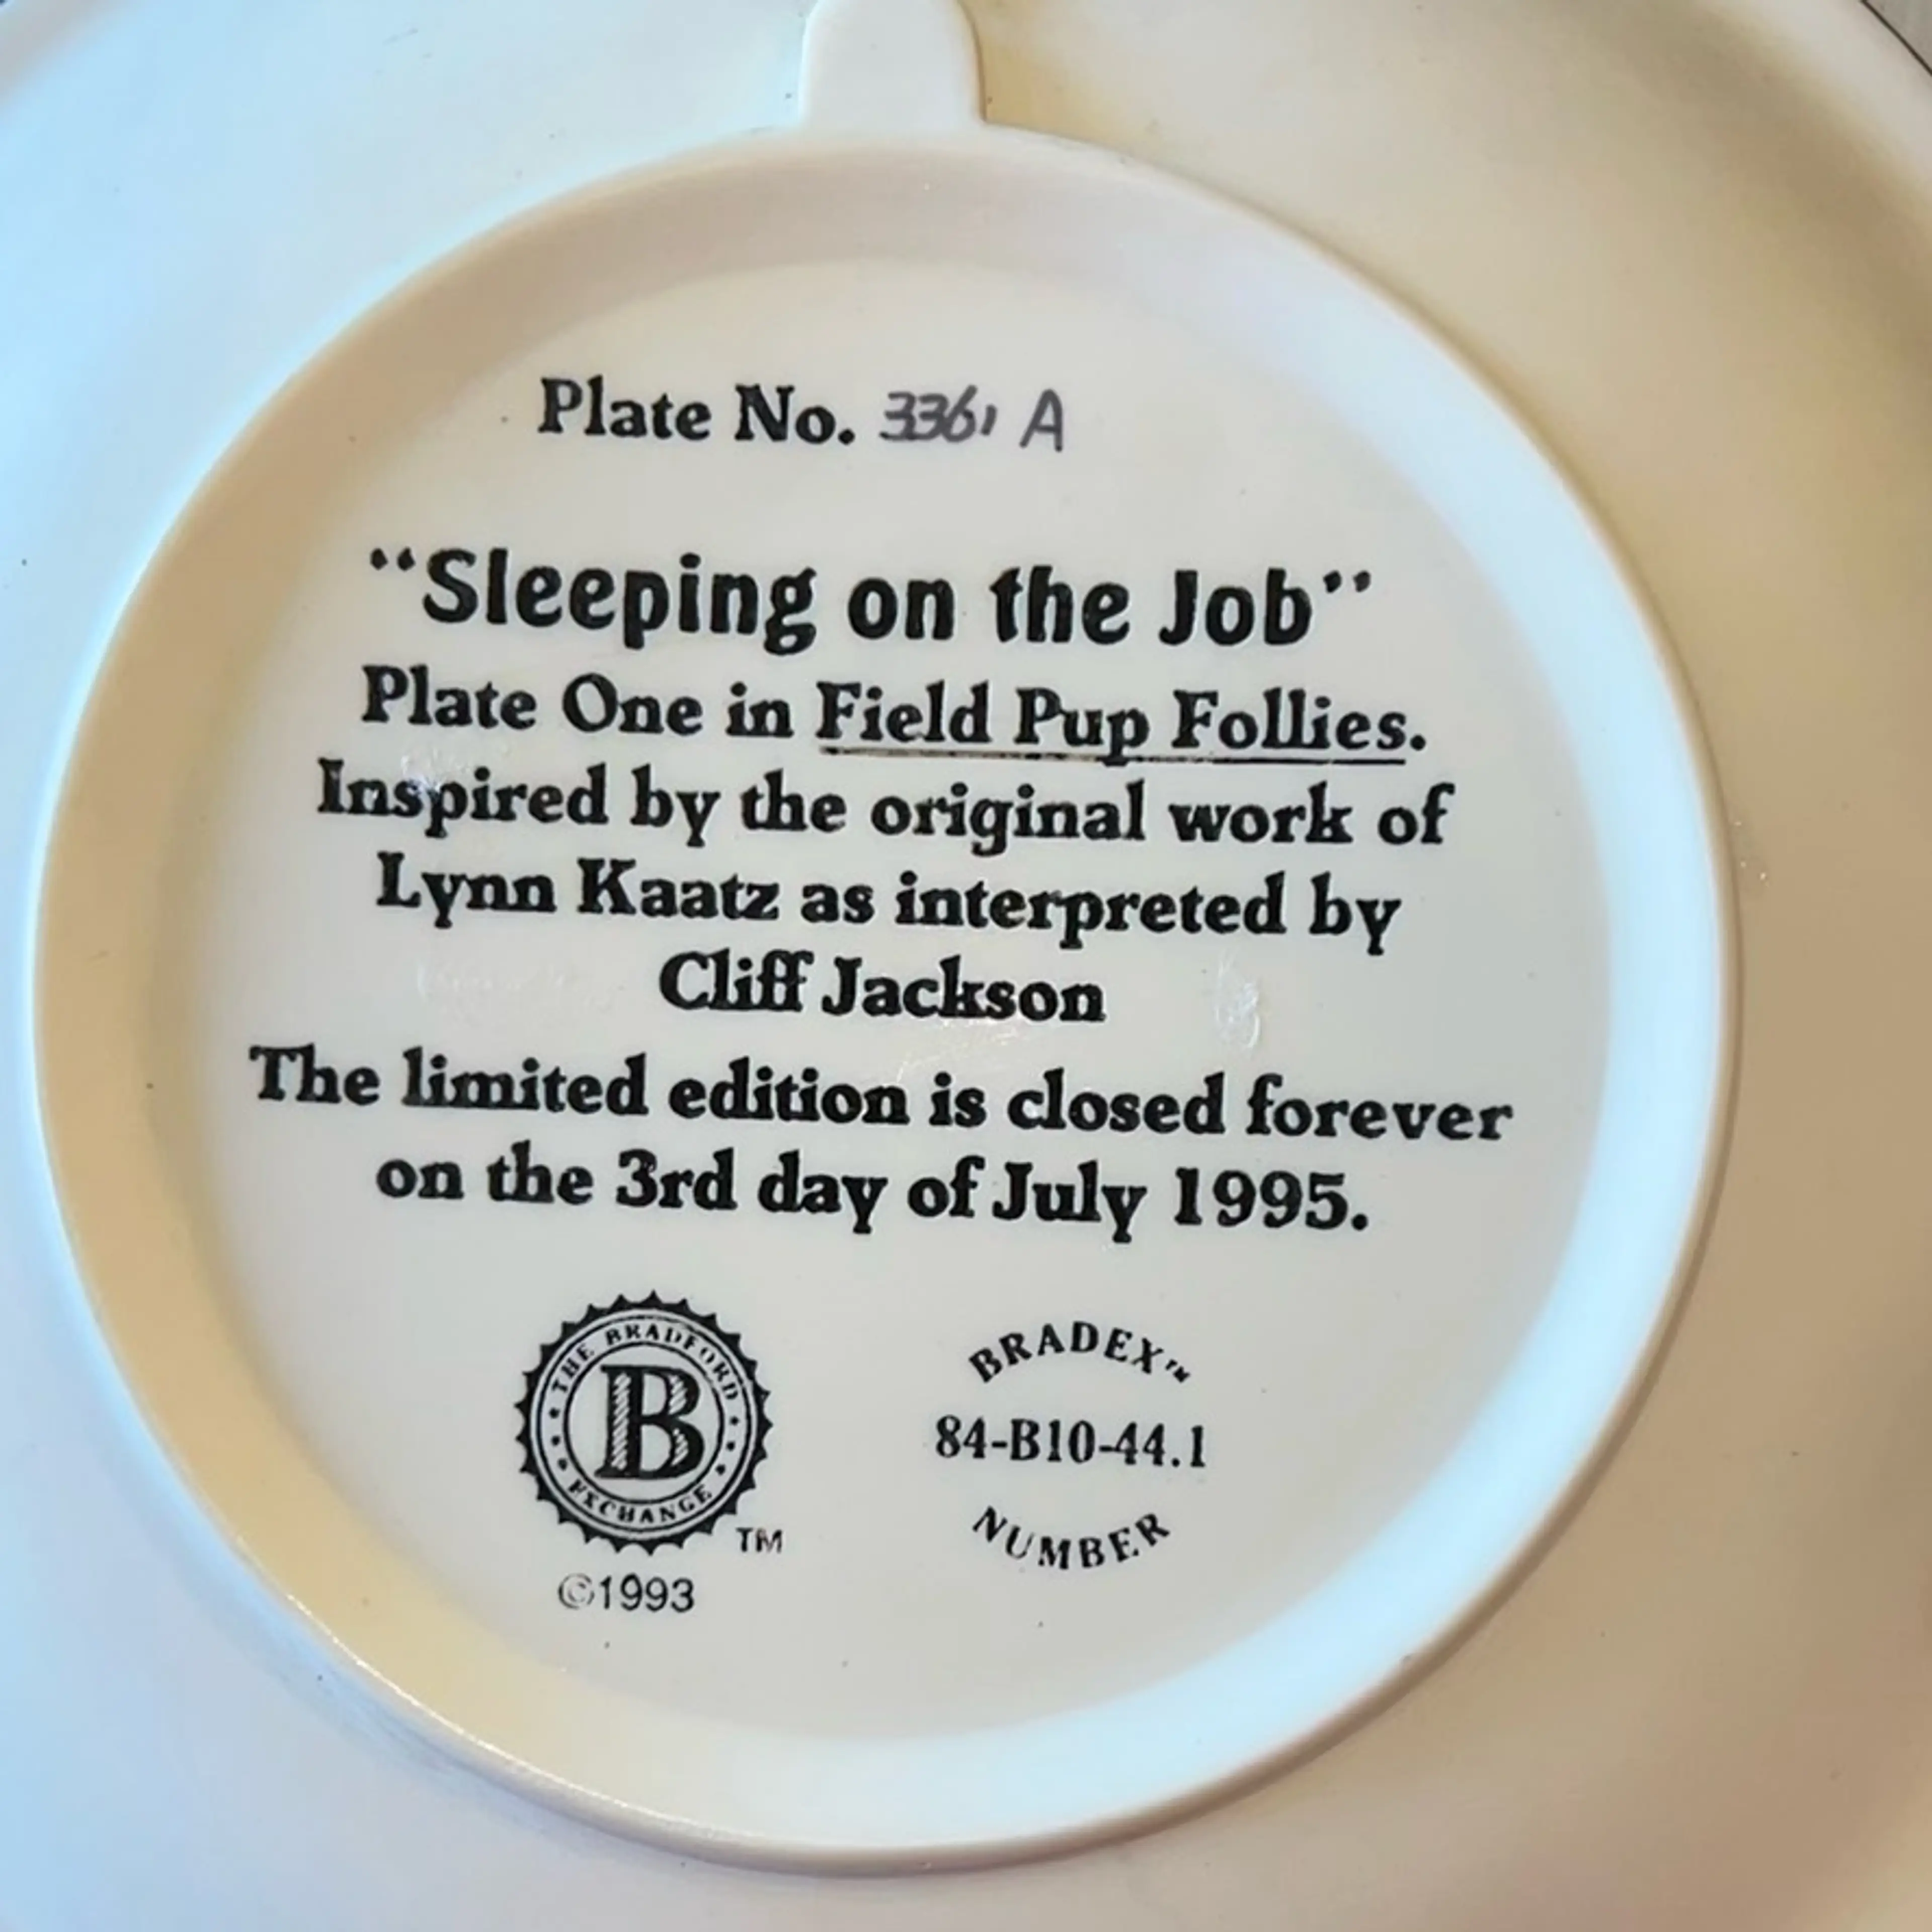 Plate No. 3361 A
“Sleeping on the Job”
Plate One in Field Pup Follies.
Inspired by the original work of
Lynn Kaatz as interpreted by
Cliff Jackson
The limited edition is closed forever
on the 3rd day of July 1995.
THE BRADFORD
B
EXCHANGE
TM
©1993
BRADEX™
84-B10-44.1
NUMBER